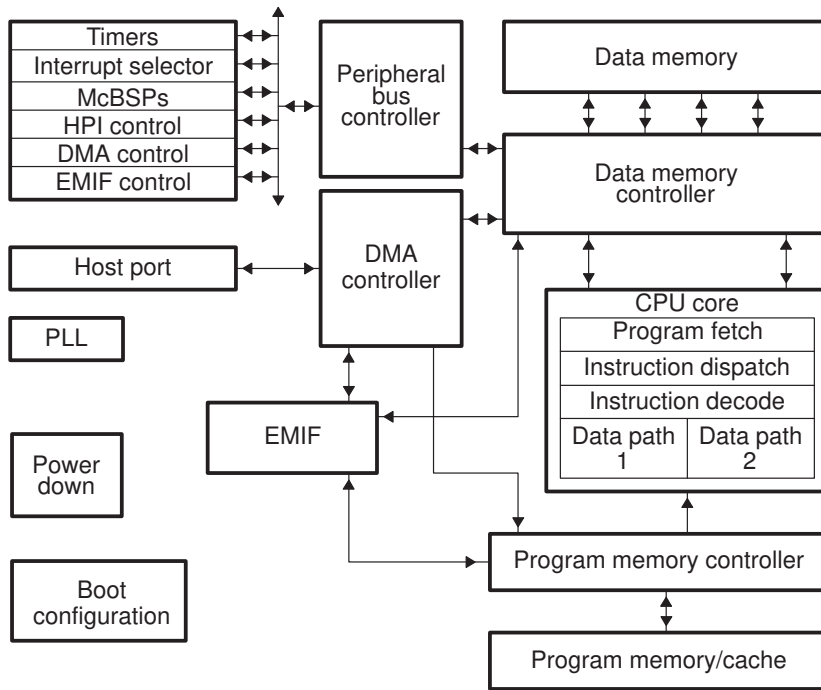 Timers
Interrupt selector
McBSPs
HPI control
DMA control
EMIF control
Peripheral
bus
controller
Data memory
Data memory
controller
Host port
DMA
controller
PLL
CPU core
Program fetch
Instruction dispatch
Instruction decode
Data path
1
Data path
2
EMIF
Power
down
Program memory controller
Boot
configuration
Program memory/cache